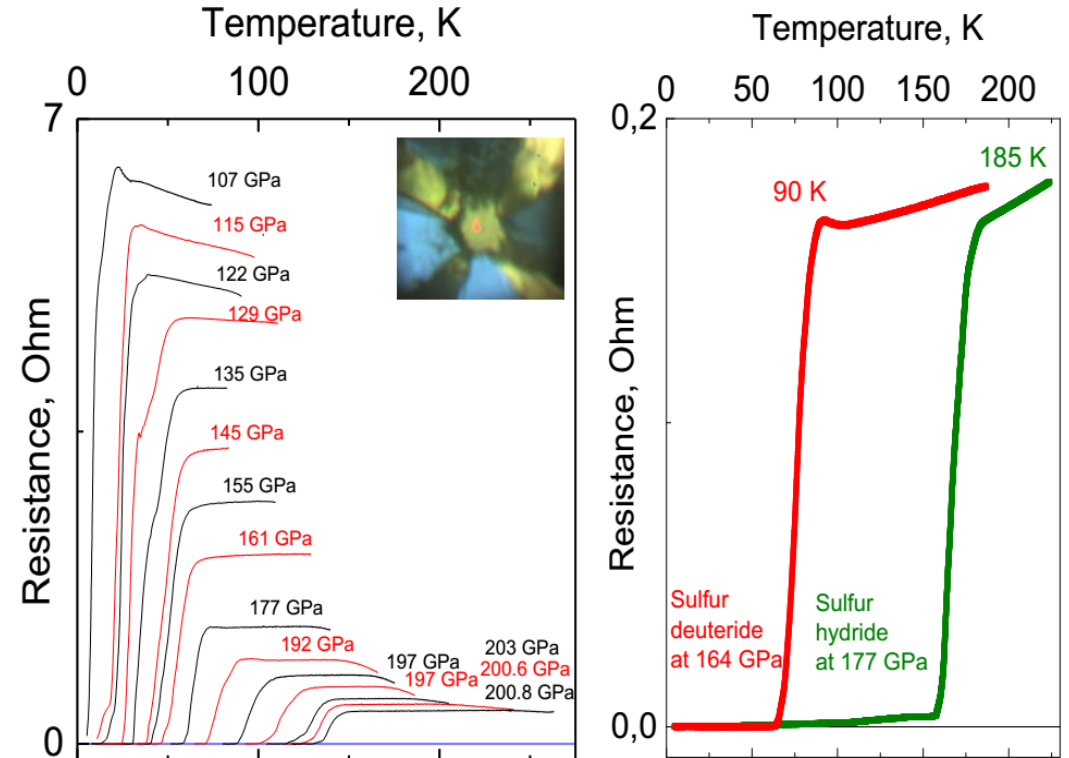 Temperature, K
0 100 200
7
107 GPa
115 GPa
122 GPa
129 GPa
135 GPa
145 GPa
155 GPa
161 GPa
177 GPa
192 GPa
197 GPa
197 GPa
203 GPa
200.6 GPa
200.8 GPa
0
Resistance, Ohm
Temperature, K
0 50 100 150 200
0,2
185 K
90 K
Sulfur
deuteride
at 164 GPa
Sulfur
hydride
at 177 GPa
0,0
Resistance, Ohm